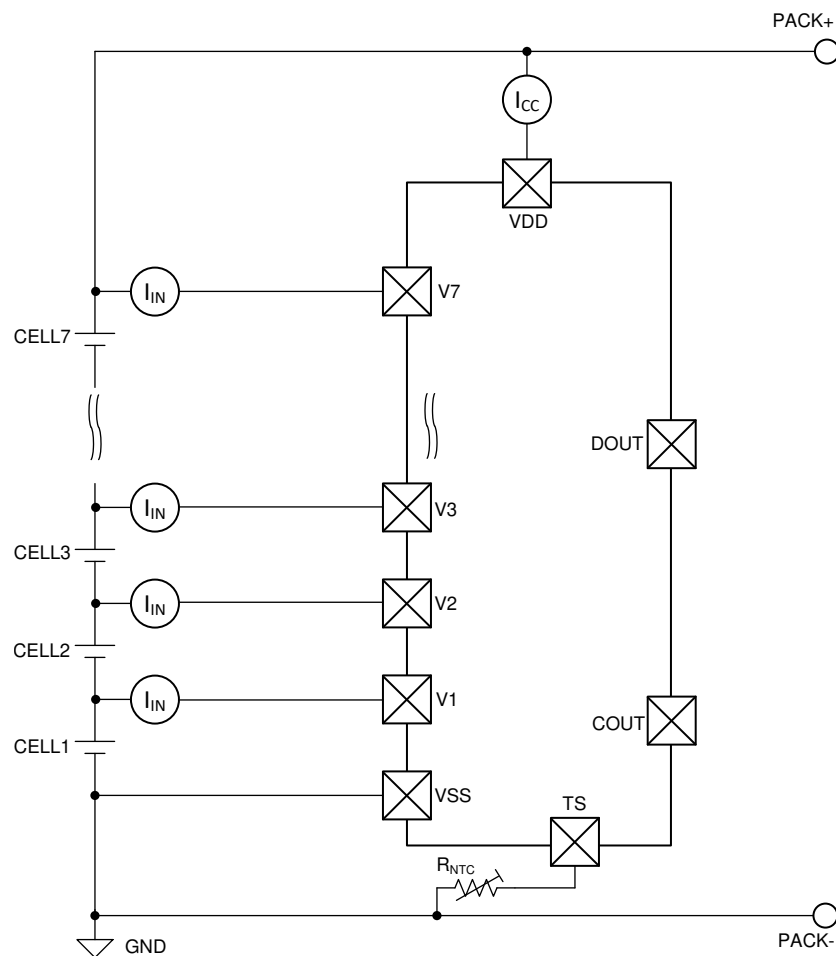 PACK+
ICC
VDD
IIN
V7
CELL7
DOUT
IIN
V3
CELL3
IIN
V2
CELL2
IIN
V1
COUT
CELL1
VSS
TS
RNTC
GND
PACK-